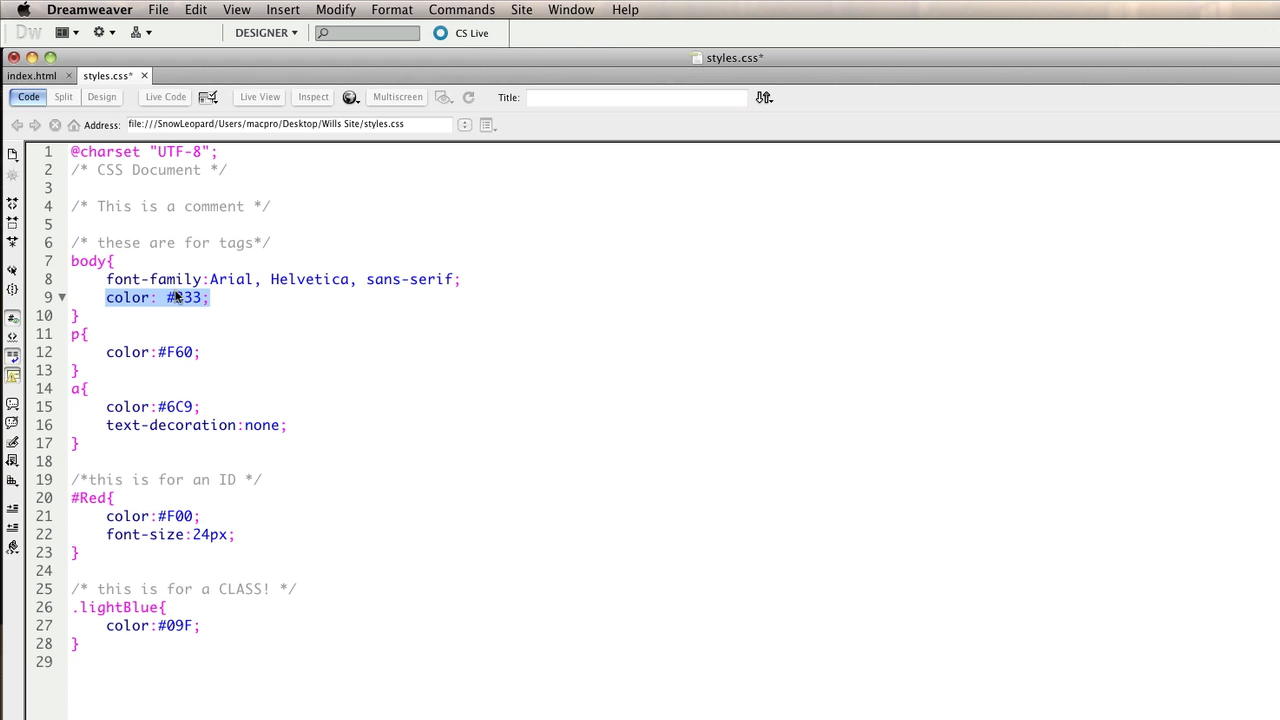 Dreamweaver File Edit View Insert Modify Format Commands Site Window Help
Dw DESIGNER CS Live
styles.css*
index.html × styles.css* ×
Code Split Design Live Code Live View Inspect Multiscreen Title:
Address: file:///SnowLeopard/Users/macpro/Desktop/Wills Site/styles.css
1 @charset "UTF-8";
2 /* CSS Document */
3
4 /* This is a comment */
5
6 /* these are for tags*/
7 body{
8 font-family:Arial, Helvetica, sans-serif;
9 color: #333;
10 }
11 p{
12 color:#F60;
13 }
14 a{
15 color:#6C9;
16 text-decoration:none;
17 }
18
19 /*this is for an ID */
20 #Red{
21 color:#F00;
22 font-size:24px;
23 }
24
25 /* this is for a CLASS! */
26 .lightBlue{
27 color:#09F;
28 }
29